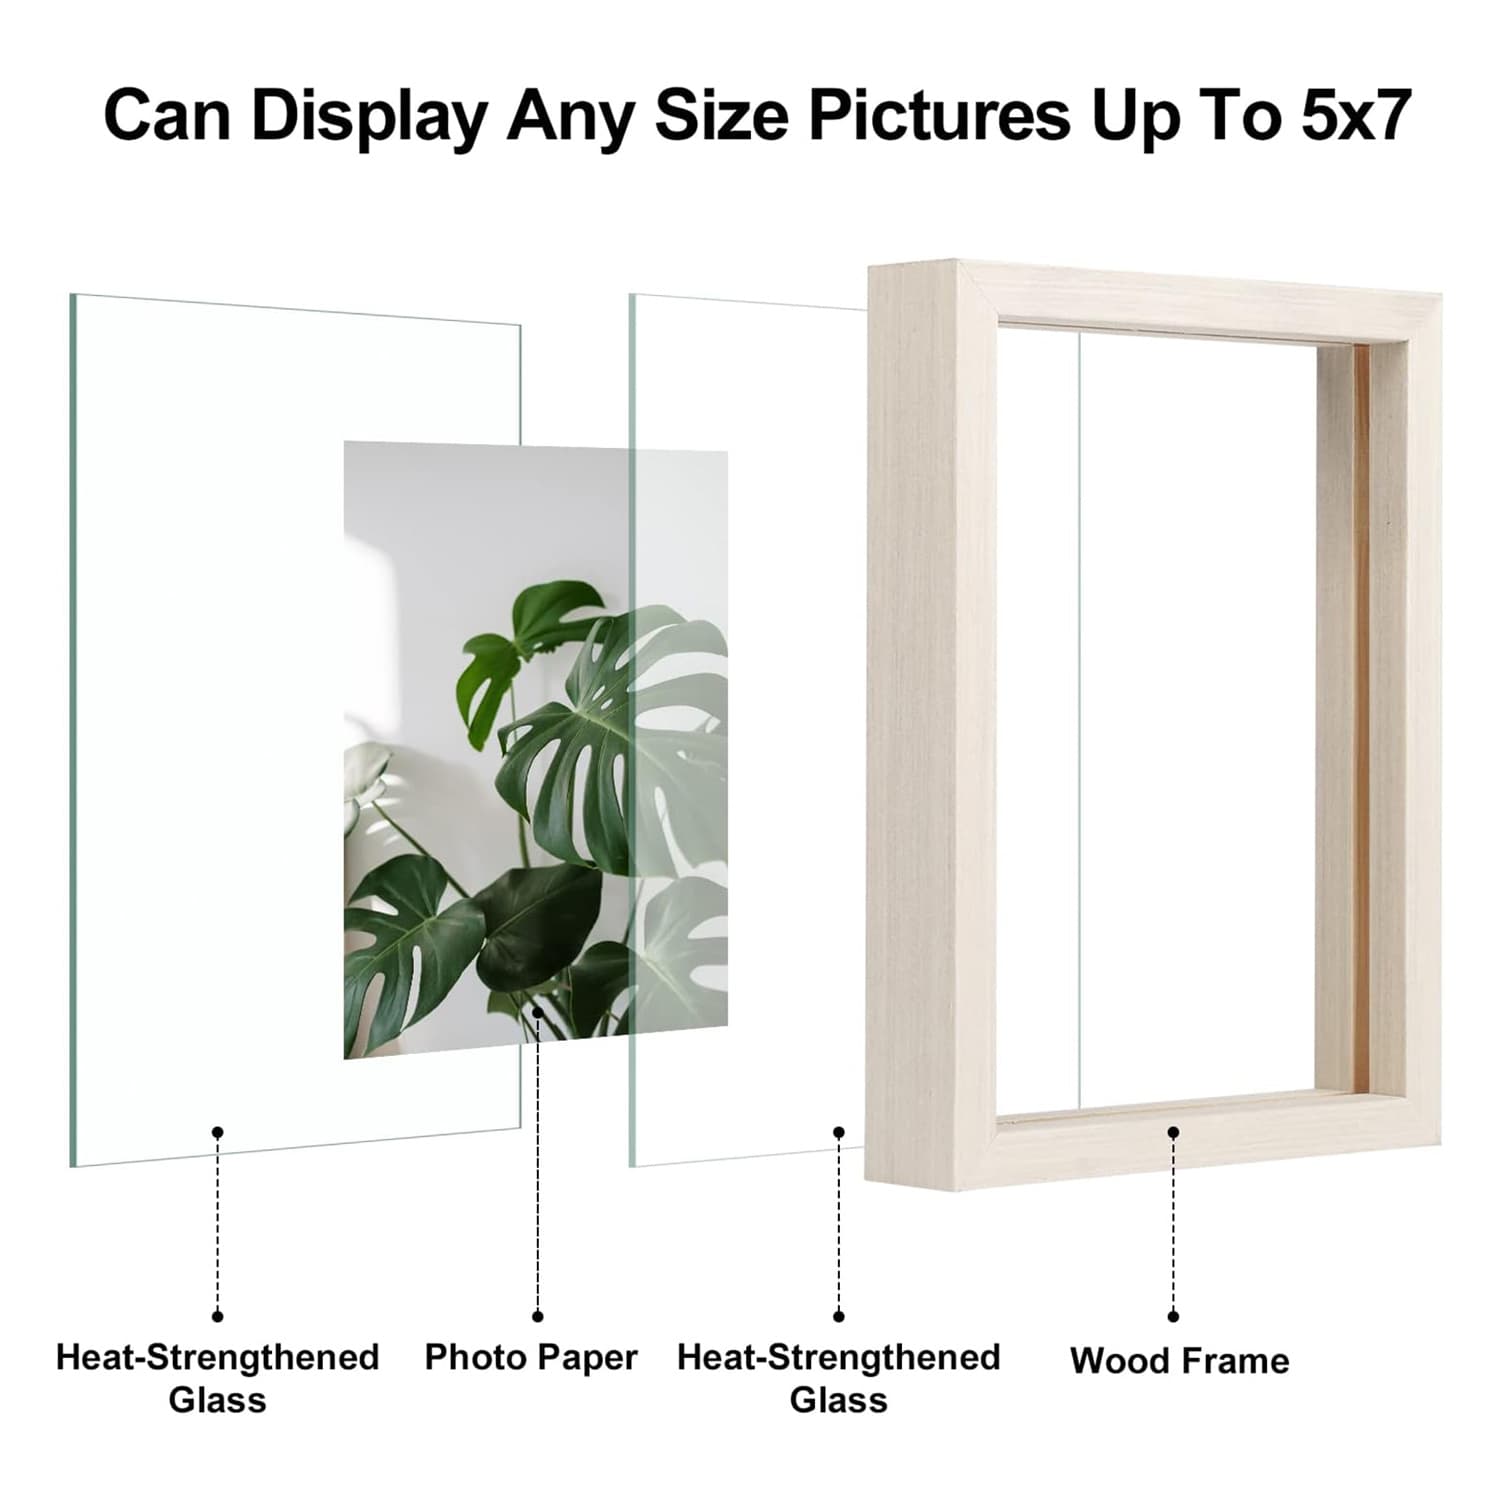 Can Display Any Size Pictures Up To 5x7
Heat-Strengthened
Glass
Photo Paper
Heat-Strengthened
Glass
Wood Frame